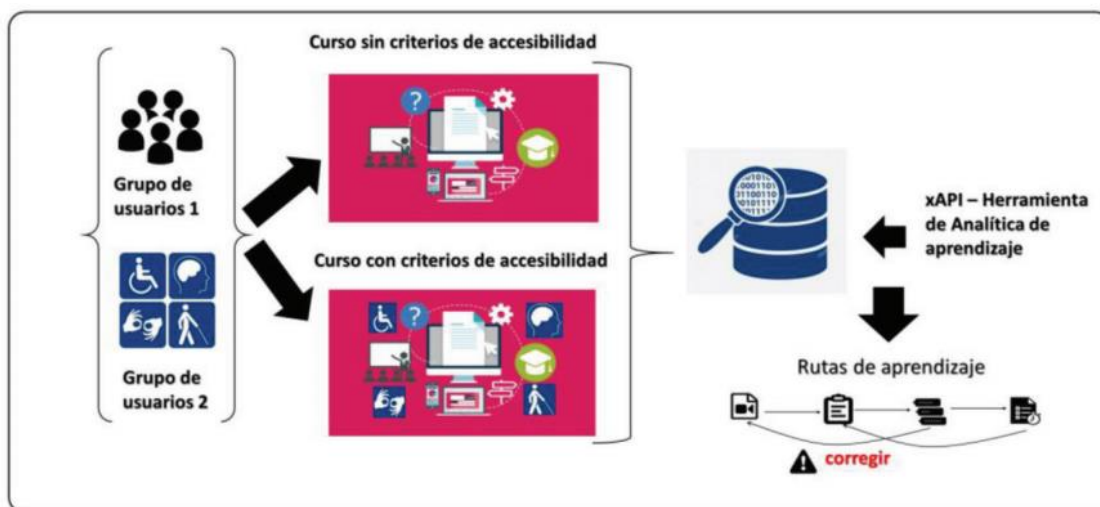 Curso sin criterios de accesibilidad
Grupo de
usuarios 1
Curso con criterios de accesibilidad
Grupo de
usuarios 2
xAPI – Herramienta
de Analítica de
aprendizaje
Rutas de aprendizaje
corregir